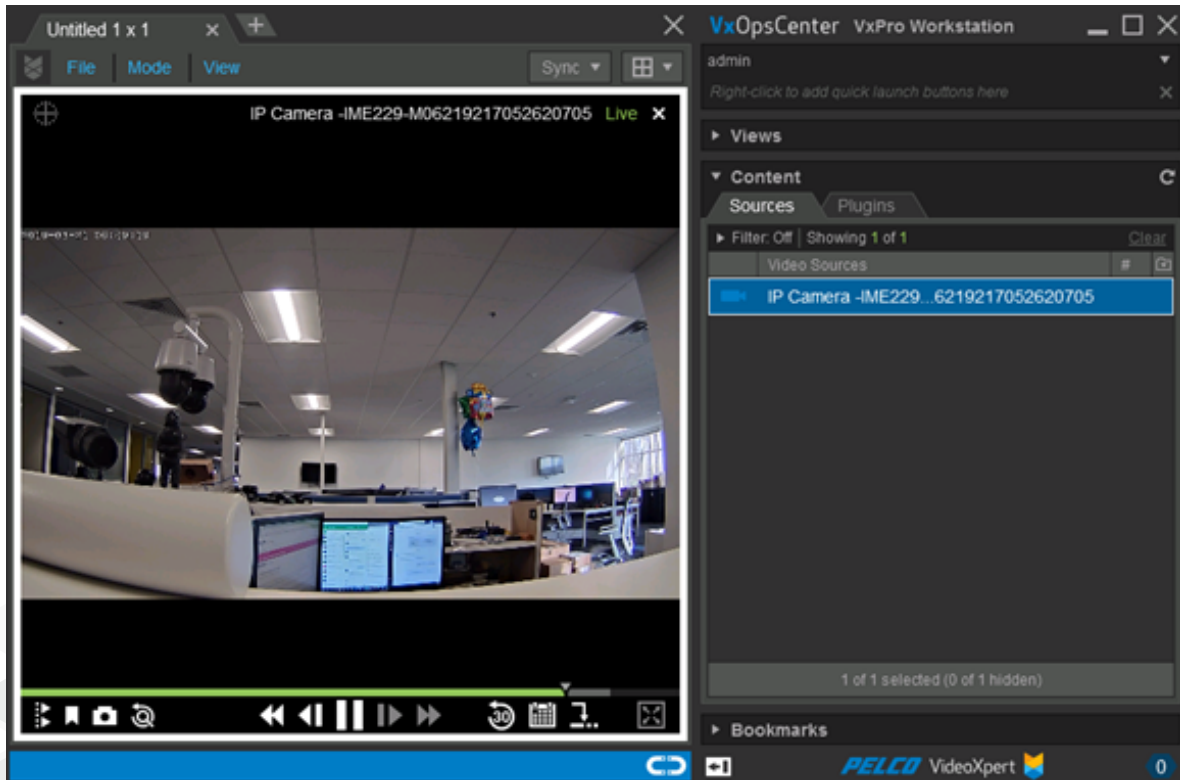 Untitled 1 x 1
File Mode View Sync
IP Camera -IME229-M06219217052620705 Live
VxOpsCenter VxPro Workstation
admin
Right-click to add quick launch buttons here
Views
Content
Sources Plugins
Filter: Off Showing 1 of 1 Clear
Video Sources #
IP Camera -IME229...6219217052620705
1 of 1 selected (0 of 1 hidden)
30
Bookmarks
PELCO VideoXpert 0